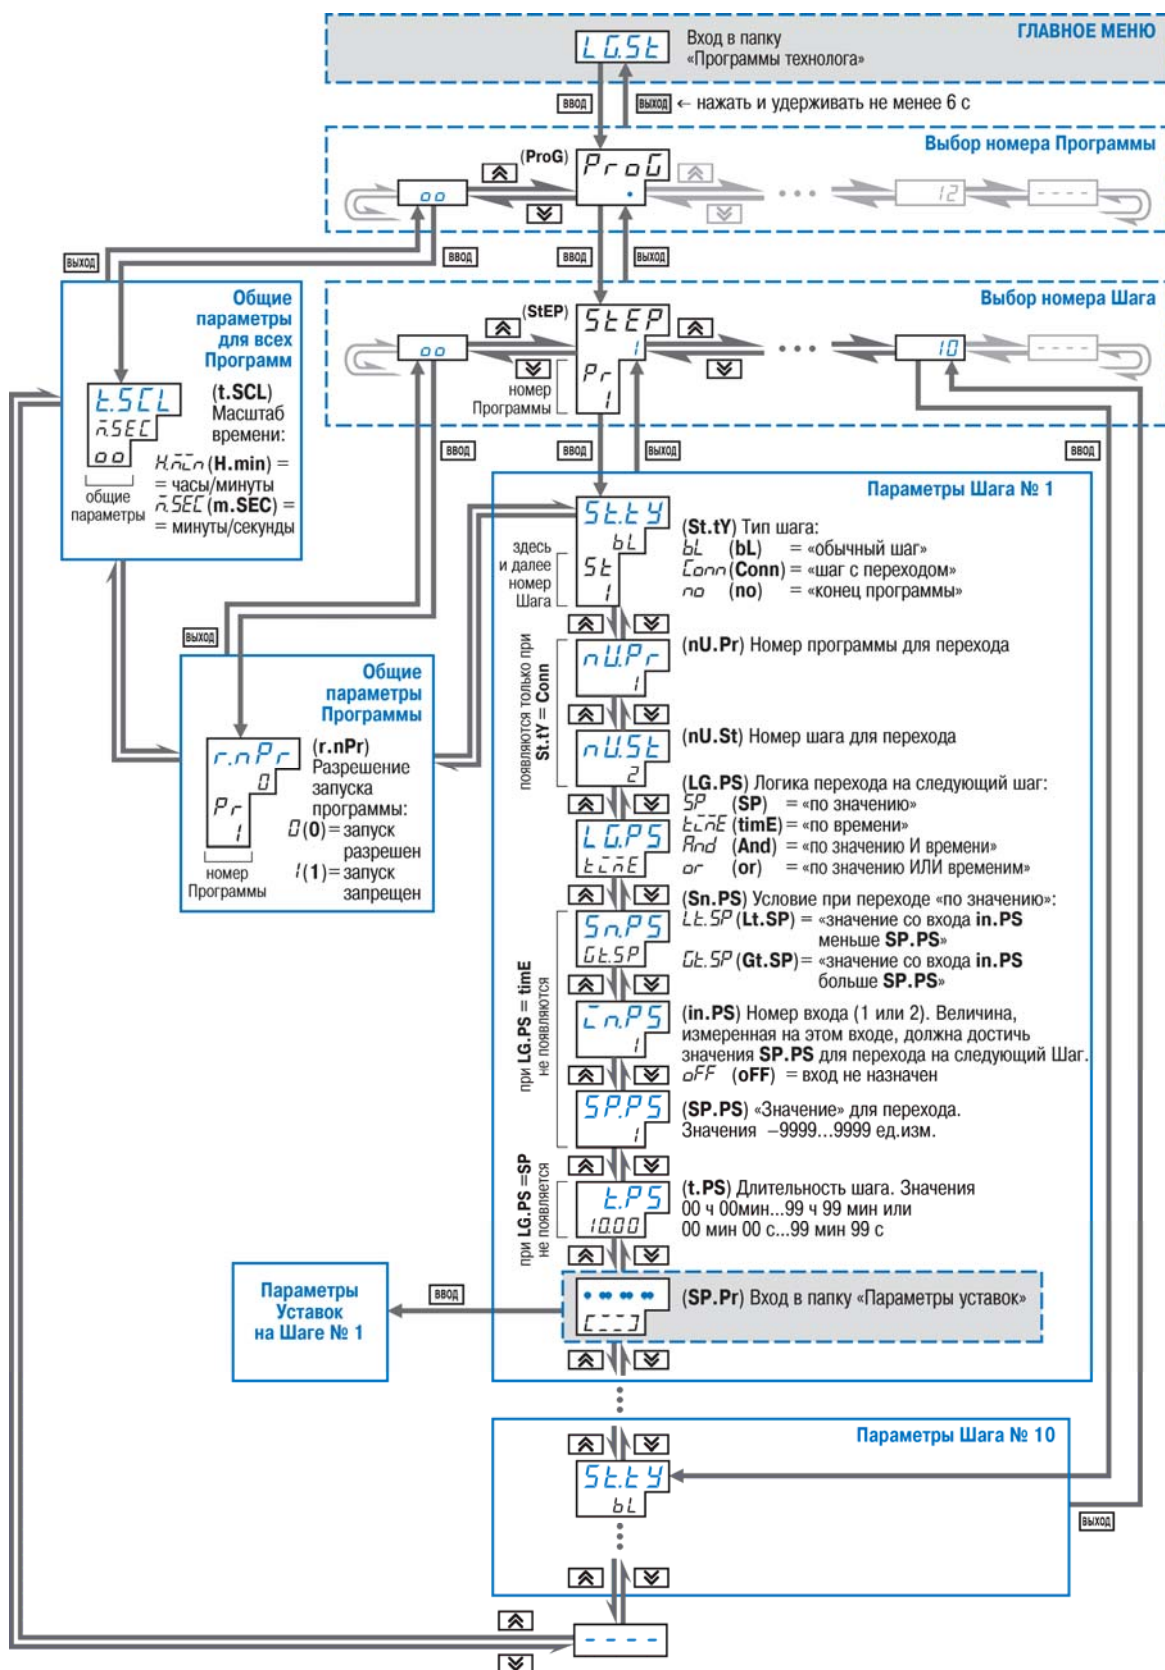 ГЛАВНОЕ МЕНЮ
LG.St
Вход в папку
«Программы технолога»
ВВОД
ВЫХОД ← нажать и удерживать не менее 6 с
Выбор номера Программы
(ProG)
ProG
oo
12
- - - -
ВЫХОД
ВВОД
ВВОД
ВЫХОД
Выбор номера Шага
(StEP)
StEP
1
oo
10
- - - -
Pr
1
номер
Программы
Общие
параметры
для всех
Программ
t.SCL
m.SEC
oo
общие
параметры
(t.SCL)
Масштаб
времени:
H.min (H.min) =
= часы/минуты
m.SEC (m.SEC) =
= минуты/секунды
ВВОД
ВВОД
ВЫХОД
ВВОД
Параметры Шага № 1
St.tY
bL
St
1
здесь
и далее
номер
Шага
(St.tY) Тип шага:
bL (bL) = «обычный шаг»
Conn (Conn) = «шаг с переходом»
no (no) = «конец программы»
ВЫХОД
Общие
параметры
Программы
r.nPr
0
Pr
1
номер
Программы
(r.nPr)
Разрешение
запуска
программы:
0 (0) = запуск
разрешен
1 (1) = запуск
запрещен
появляются только при
St.tY = Conn
nU.Pr
1
(nU.Pr) Номер программы для перехода
nU.St
2
(nU.St) Номер шага для перехода
LG.PS
timE
(LG.PS) Логика перехода на следующий шаг:
SP (SP) = «по значению»
timE (timE) = «по времени»
And (And) = «по значению И времени»
or (or) = «по значению ИЛИ временим»
при LG.PS = timE
не появляются
Sn.PS
Gt.SP
(Sn.PS) Условие при переходе «по значению»:
Lt.SP (Lt.SP) = «значение со входа in.PS
меньше SP.PS»
Gt.SP (Gt.SP) = «значение со входа in.PS
больше SP.PS»
in.PS
1
(in.PS) Номер входа (1 или 2). Величина,
измеренная на этом входе, должна достичь
значения SP.PS для перехода на следующий Шаг.
oFF (oFF) = вход не назначен
SP.PS
1
(SP.PS) «Значение» для перехода.
Значения –9999...9999 ед.изм.
при LG.PS =SP
не появляется
t.PS
10.00
(t.PS) Длительность шага. Значения
00 ч 00мин...99 ч 99 мин или
00 мин 00 с...99 мин 99 с
Параметры
Уставок
на Шаге № 1
ВВОД
[- - -]
(SP.Pr) Вход в папку «Параметры уставок»
Параметры Шага № 10
St.tY
bL
ВЫХОД
- - - -